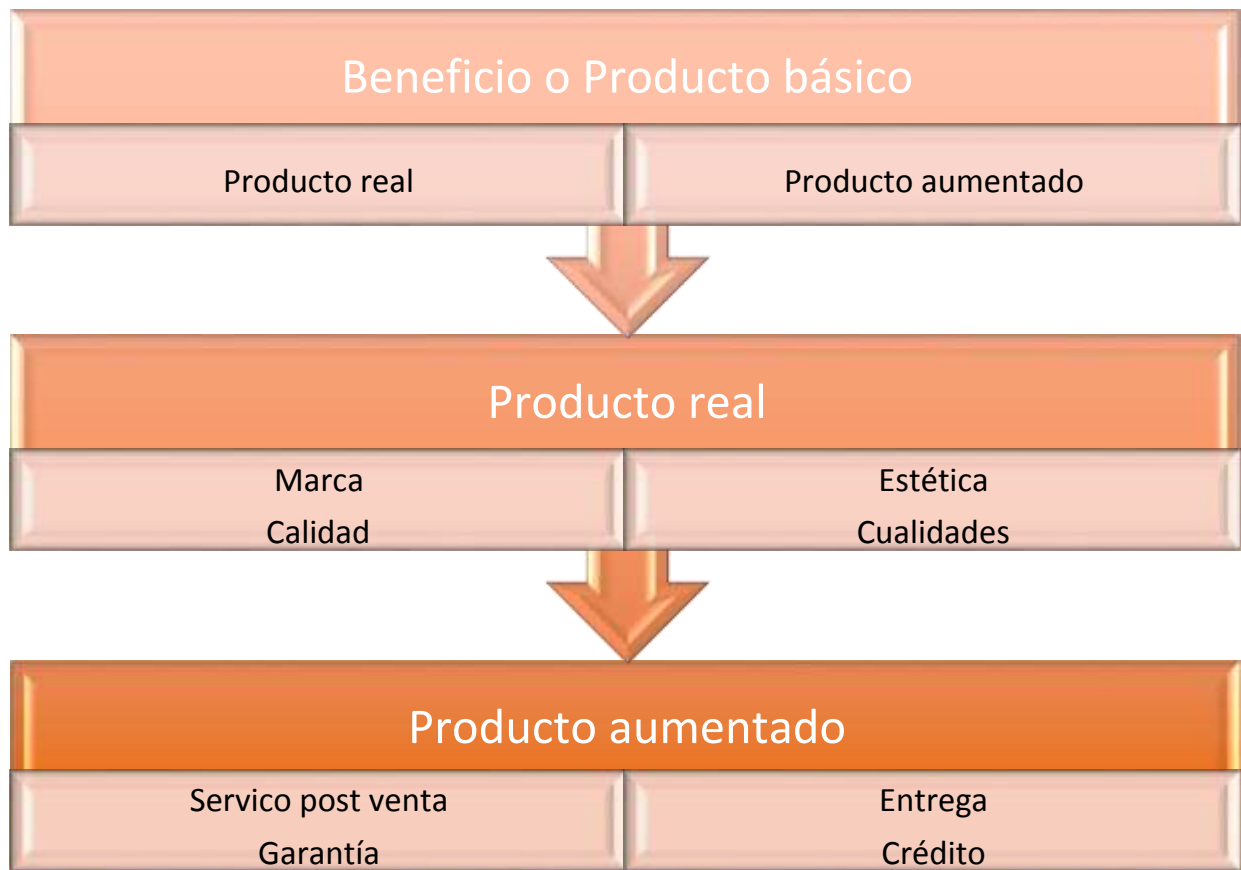 Beneficio o Producto básico
Producto real
Producto aumentado
Producto real
Marca
Calidad
Estética
Cualidades
Producto aumentado
Servico post venta
Garantía
Entrega
Crédito